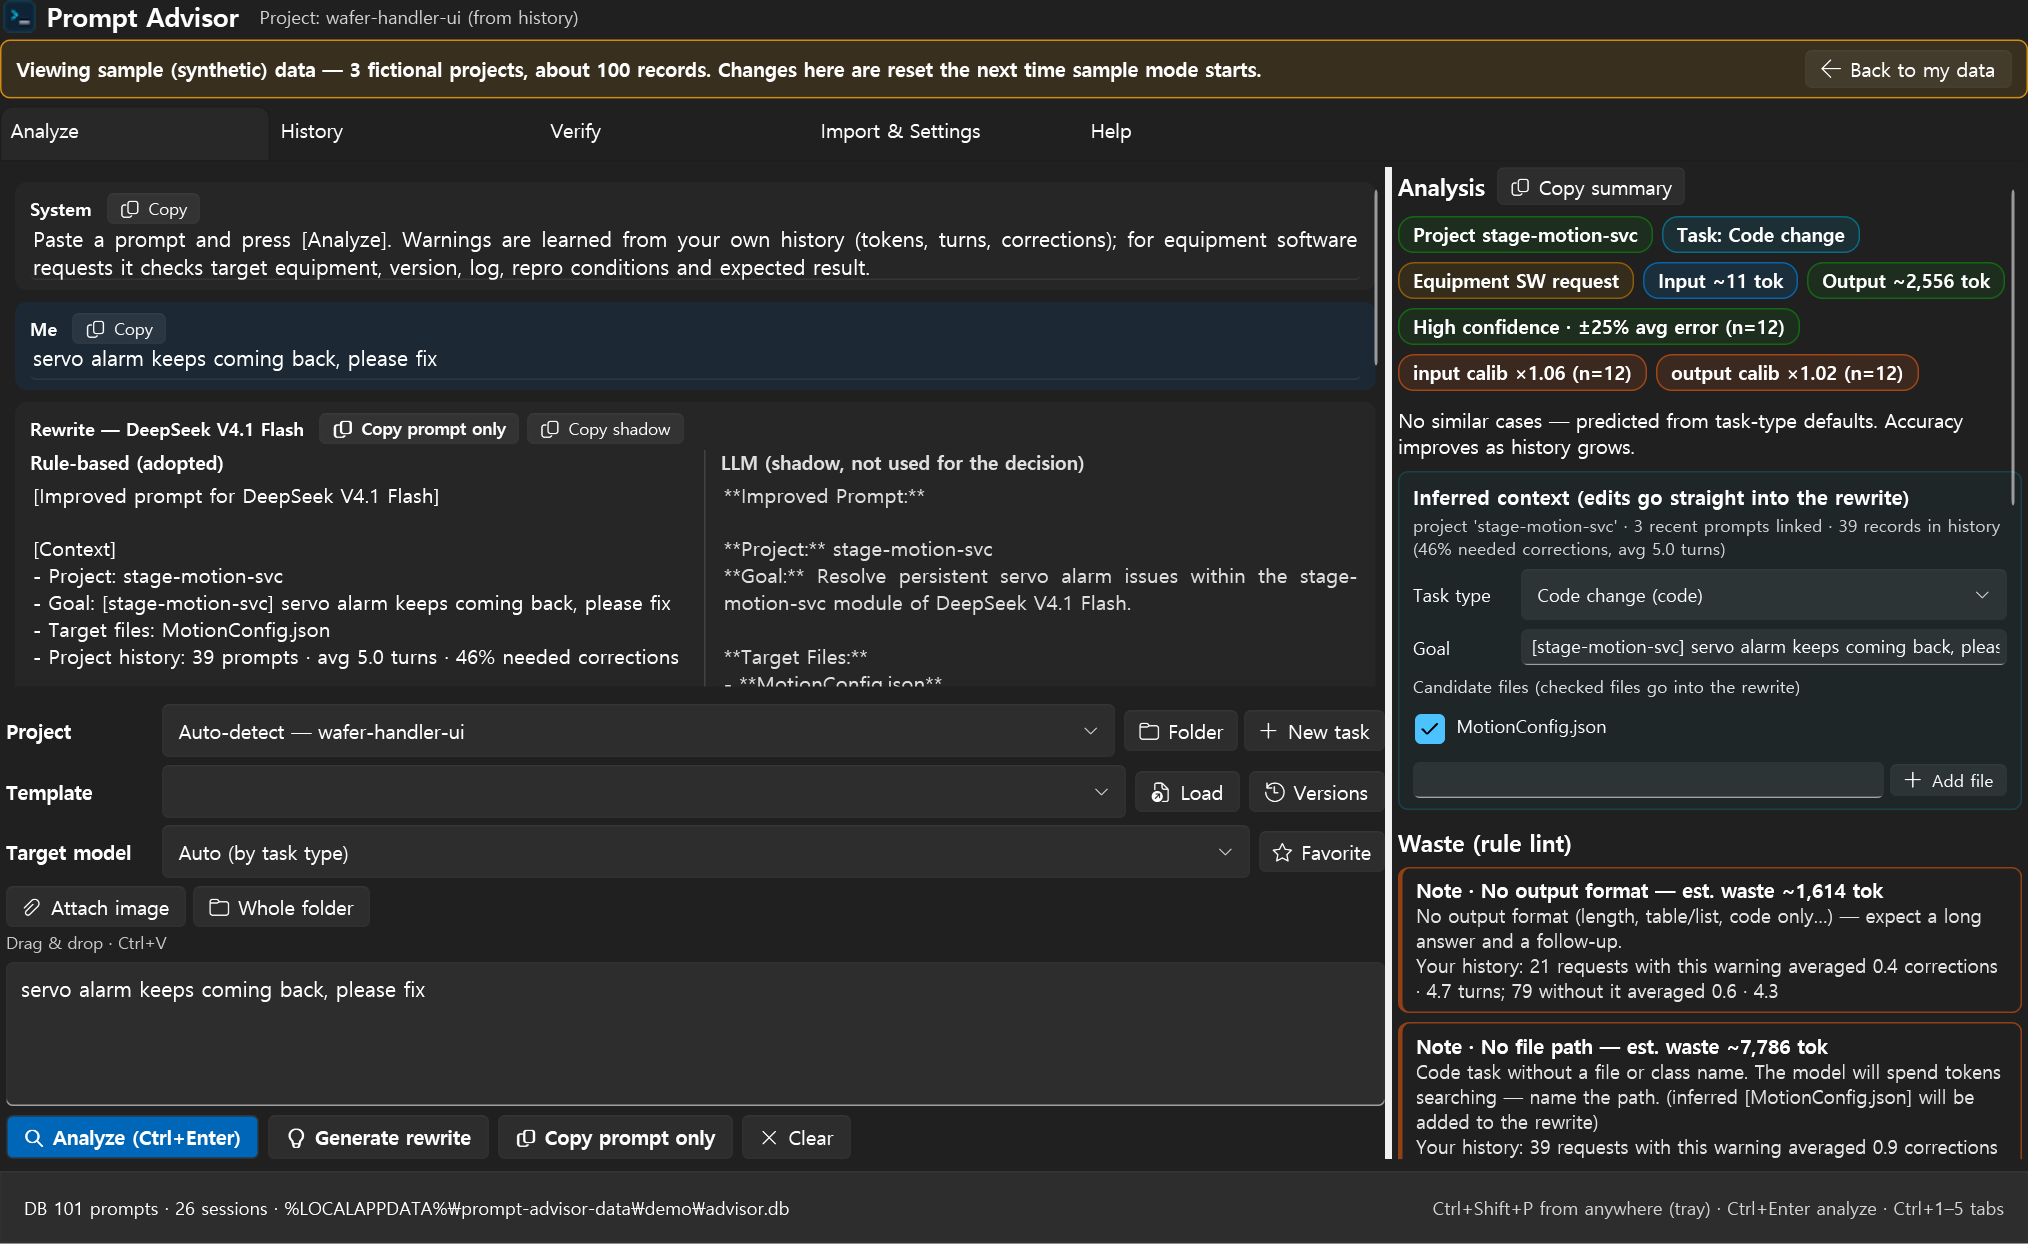 Prompt Advisor
Project: wafer-handler-ui (from history)
Viewing sample (synthetic) data — 3 fictional projects, about 100 records. Changes here are reset the next time sample mode starts.
Back to my data
Analyze
History
Verify
Import & Settings
Help
System
Copy
Paste a prompt and press [Analyze]. Warnings are learned from your own history (tokens, turns, corrections); for equipment software
requests it checks target equipment, version, log, repro conditions and expected result.
Me
Copy
servo alarm keeps coming back, please fix
Rewrite — DeepSeek V4.1 Flash
Copy prompt only
Copy shadow
Rule-based (adopted)
[Improved prompt for DeepSeek V4.1 Flash]
[Context]
- Project: stage-motion-svc
- Goal: [stage-motion-svc] servo alarm keeps coming back, please fix
- Target files: MotionConfig.json
- Project history: 39 prompts · avg 5.0 turns · 46% needed corrections
LLM (shadow, not used for the decision)
**Improved Prompt:**
**Project:** stage-motion-svc
**Goal:** Resolve persistent servo alarm issues within the stage-
motion-svc module of DeepSeek V4.1 Flash.
**Target Files:**
- **MotionConfig.json**
Project
Auto-detect — wafer-handler-ui
Folder
New task
Template
Load
Versions
Target model
Auto (by task type)
Favorite
Attach image
Whole folder
Drag & drop · Ctrl+V
servo alarm keeps coming back, please fix
Analyze (Ctrl+Enter)
Generate rewrite
Copy prompt only
Clear
Analysis
Copy summary
Project stage-motion-svc
Task: Code change
Equipment SW request
Input ~11 tok
Output ~2,556 tok
High confidence · ±25% avg error (n=12)
input calib ×1.06 (n=12)
output calib ×1.02 (n=12)
No similar cases — predicted from task-type defaults. Accuracy
improves as history grows.
Inferred context (edits go straight into the rewrite)
project 'stage-motion-svc' · 3 recent prompts linked · 39 records in history
(46% needed corrections, avg 5.0 turns)
Task type
Code change (code)
Goal
[stage-motion-svc] servo alarm keeps coming back, pleas
Candidate files (checked files go into the rewrite)
MotionConfig.json
Add file
Waste (rule lint)
Note · No output format — est. waste ~1,614 tok
No output format (length, table/list, code only...) — expect a long
answer and a follow-up.
Your history: 21 requests with this warning averaged 0.4 corrections
· 4.7 turns; 79 without it averaged 0.6 · 4.3
Note · No file path — est. waste ~7,786 tok
Code task without a file or class name. The model will spend tokens
searching — name the path. (inferred [MotionConfig.json] will be
added to the rewrite)
Your history: 39 requests with this warning averaged 0.9 corrections
DB 101 prompts · 26 sessions · %LOCALAPPDATA%₩prompt-advisor-data₩demo₩advisor.db
Ctrl+Shift+P from anywhere (tray) · Ctrl+Enter analyze · Ctrl+1–5 tabs